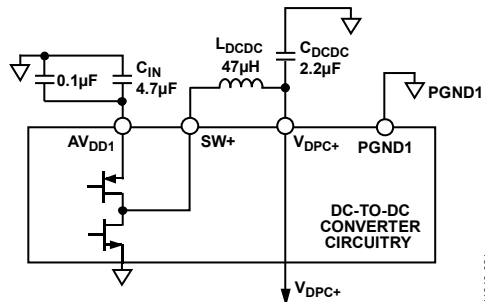 L_DCDC
47µH
C_DCDC
2.2µF
0.1µF
C_IN
4.7µF
PGND1
AV_DD1
SW+
V_DPC+
PGND1
DC-TO-DC
CONVERTER
CIRCUITRY
V_DPC+